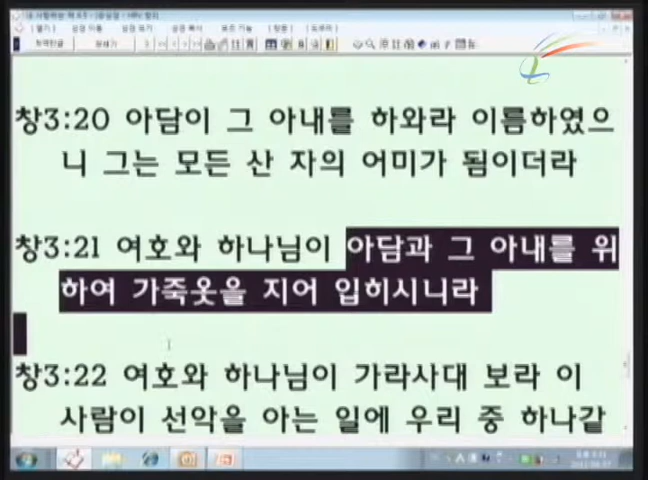 창3:20 아담이 그 아내를 하와라 이름하였으
니 그는 모든 산 자의 어미가 됨이더라
창3:21 여호와 하나님이 아담과 그 아내를 위
하여 가죽옷을 지어 입히시니라
창3:22 여호와 하나님이 가라사대 보라 이
사람이 선악을 아는 일에 우리 중 하나같